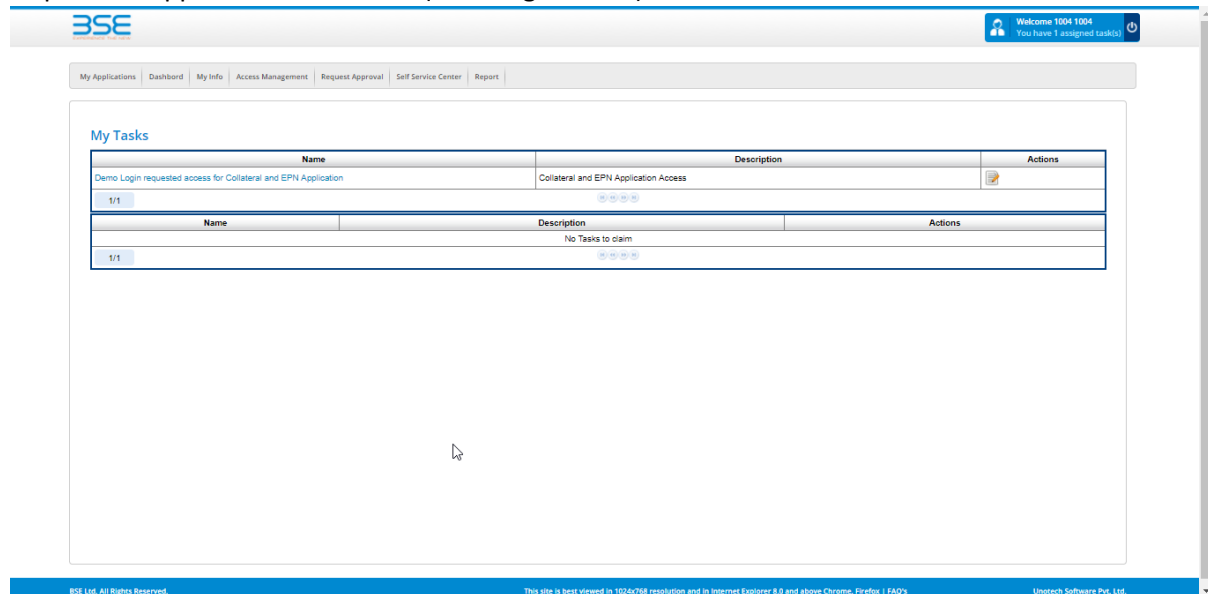 BSE
Welcome 1004 1004
You have 1 assigned task(s)
My Applications Dashbord My Info Access Management Request Approval Self Service Center Report
My Tasks
Name Description Actions
Demo Login requested access for Collateral and EPN Application Collateral and EPN Application Access
1/1
Name Description Actions
No Tasks to claim
1/1
BSE Ltd. All Rights Reserved. This site is best viewed in 1024x768 resolution and in Internet Explorer 8.0 and above Chrome, Firefox | FAQ's Unotech Software Pvt. Ltd.